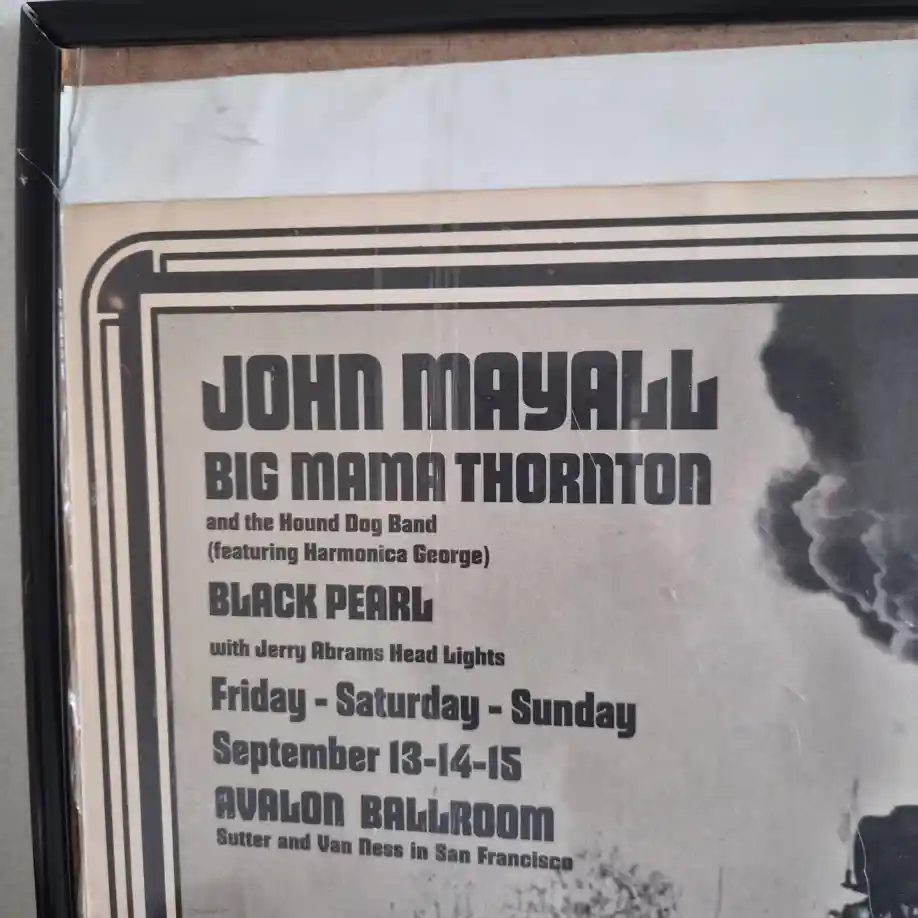 JOHN MAYALL
BIG MAMA THORNTON
and the Hound Dog Band
(featuring Harmonica George)
BLACK PEARL
with Jerry Abrams Head Lights
Friday - Saturday - Sunday
September 13-14-15
AVALON BALLROOM
Sutter and Van Ness in San Francisco